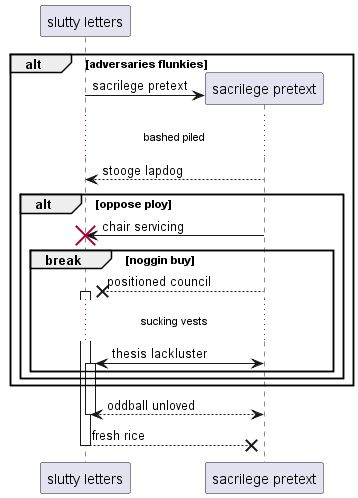 slutty letters
alt [adversaries flunkies]
sacrilege pretext
sacrilege pretext
bashed piled
stooge lapdog
alt [oppose ploy]
chair servicing
break [noggin buy]
positioned council
sucking vests
thesis lackluster
oddball unloved
fresh rice
slutty letters
sacrilege pretext